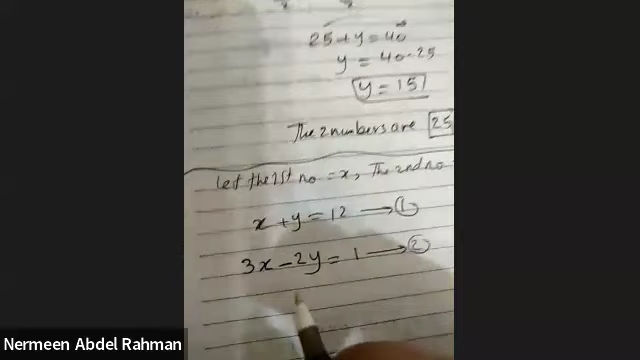 25 + y = 40
y = 40 - 25
y = 15
The 2 numbers are 25
Let the 1st no = x, The 2nd no
x + y = 12 → 1
3x - 2y = 1 → 2
Nermeen Abdel Rahman